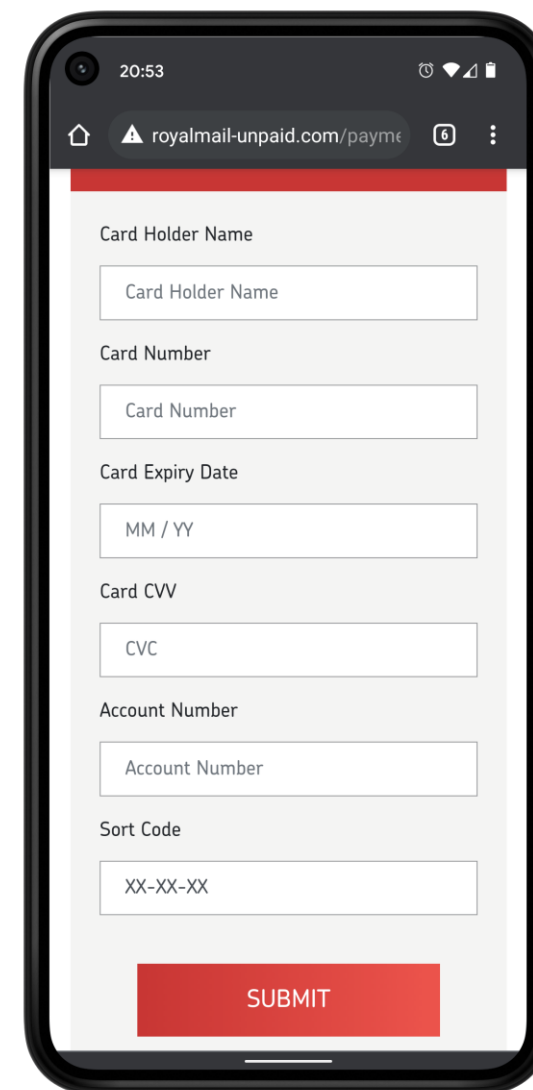 20:53
royalmail-unpaid.com/payme
6
Card Holder Name
Card Holder Name
Card Number
Card Number
Card Expiry Date
MM / YY
Card CVV
CVC
Account Number
Account Number
Sort Code
XX-XX-XX
SUBMIT